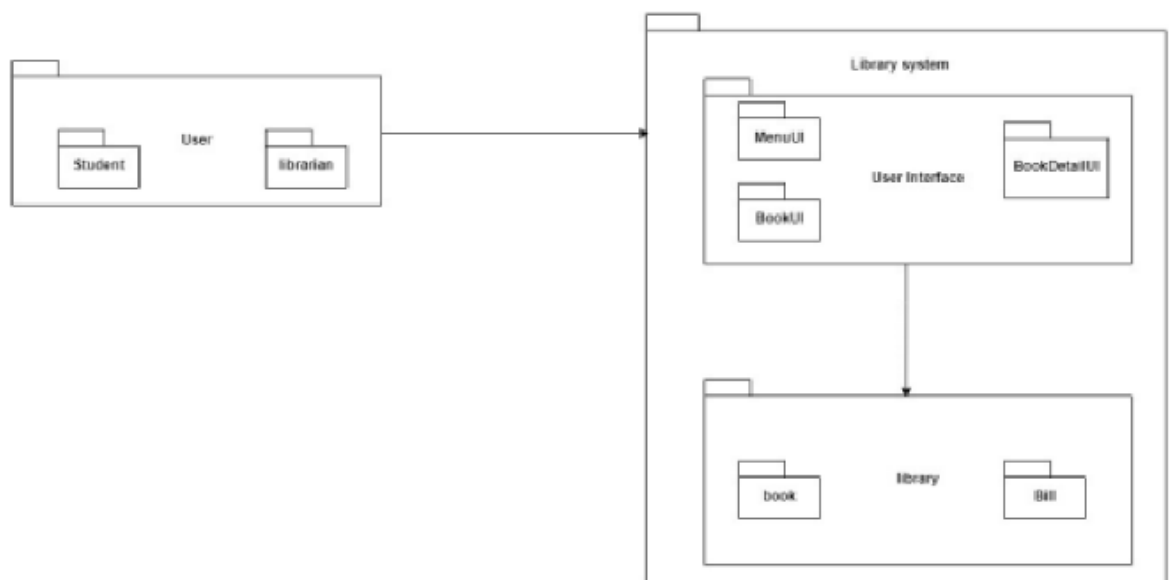 User
Student
librarian
Library system
MenuUI
BookDetailUI
User Interface
BookUI
library
book
Bill